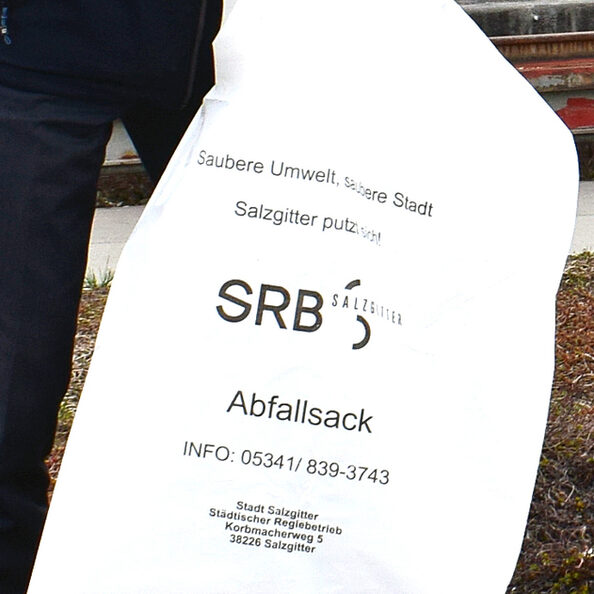 Saubere Umwelt, saubere Stadt
Salzgitter putzt sich!
SRB SALZGITTER
Abfallsack
INFO: 05341/ 839-3743
Stadt Salzgitter
Städtischer Regiebetrieb
Korbmacherweg 5
38226 Salzgitter